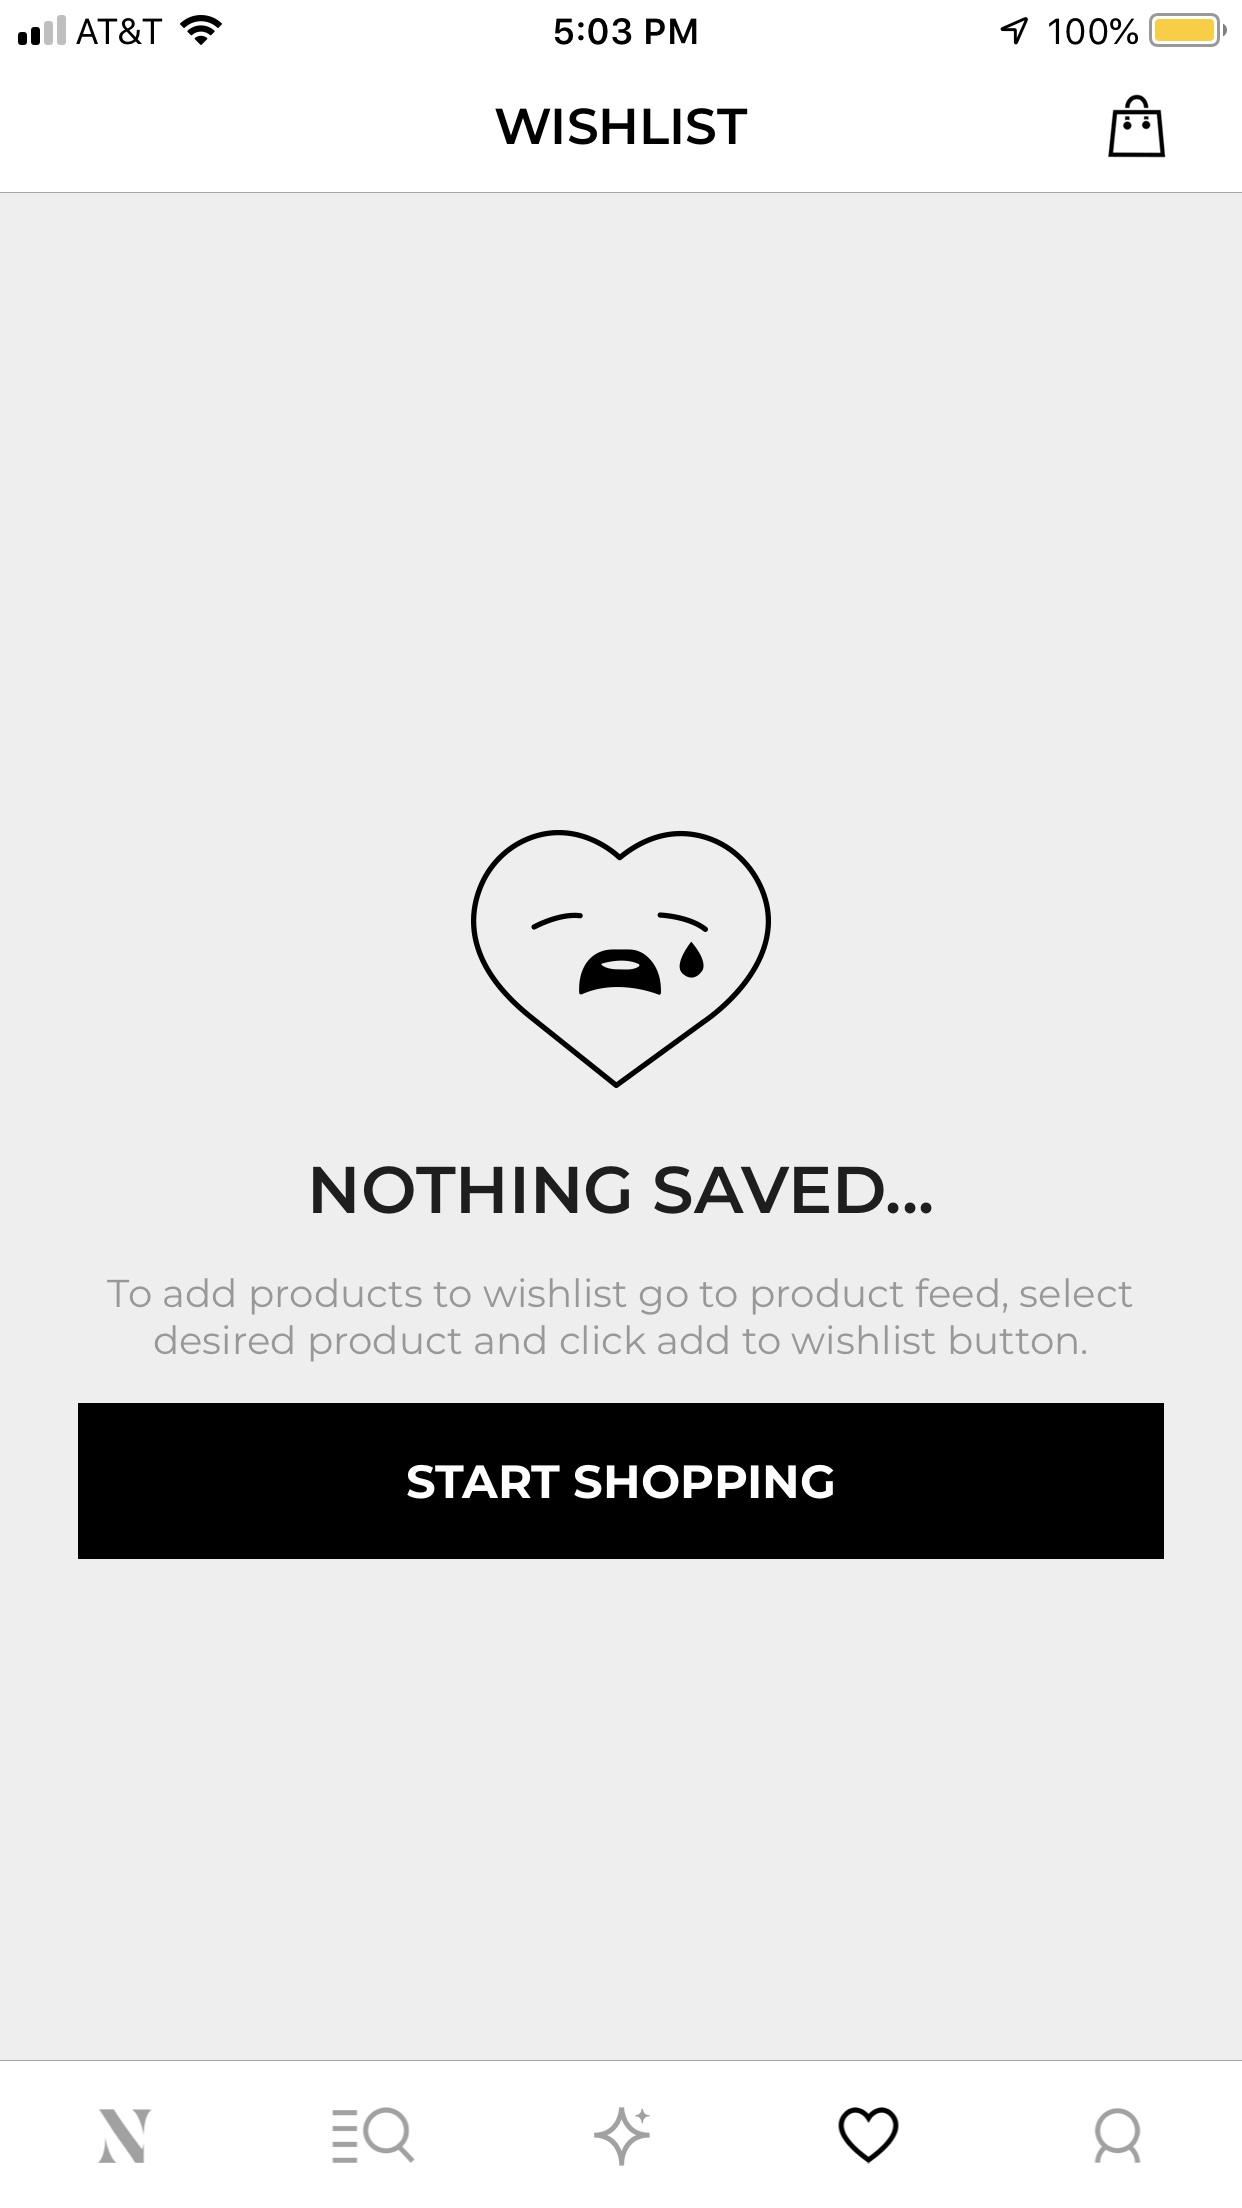 AT&T 5:03 PM 100%
WISHLIST
NOTHING SAVED...
To add products to wishlist go to product feed, select
desired product and click add to wishlist button.
START SHOPPING
N